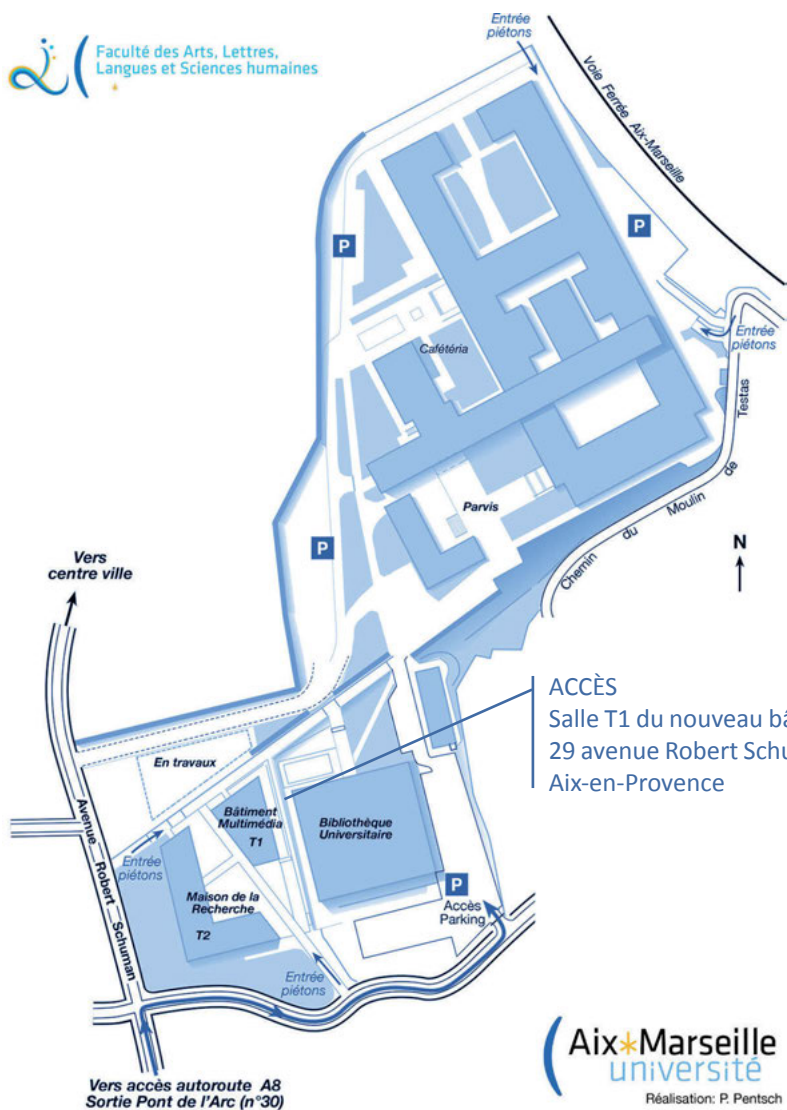 Faculté des Arts, Lettres,
Langues et Sciences humaines
Entrée
piétons
Voie Ferrée Aix-Marseille
P
P
Cafétéria
Entrée
piétons
Parvis
P
Chemin du Moulin de Testas
N
Vers
centre ville
ACCÈS
Salle T1 du nouveau
29 avenue Robert
Aix-en-Provence
En travaux
Bâtiment
Multimédia
T1
Bibliothèque
Universitaire
Avenue Robert Schuman
Entrée
piétons
Maison de la
Recherche
T2
P
Accès
Parking
Entrée
piétons
Vers accès autoroute A8
Sortie Pont de l'Arc (n°30)
Aix*Marseille
université
Réalisation: P. Pentsch